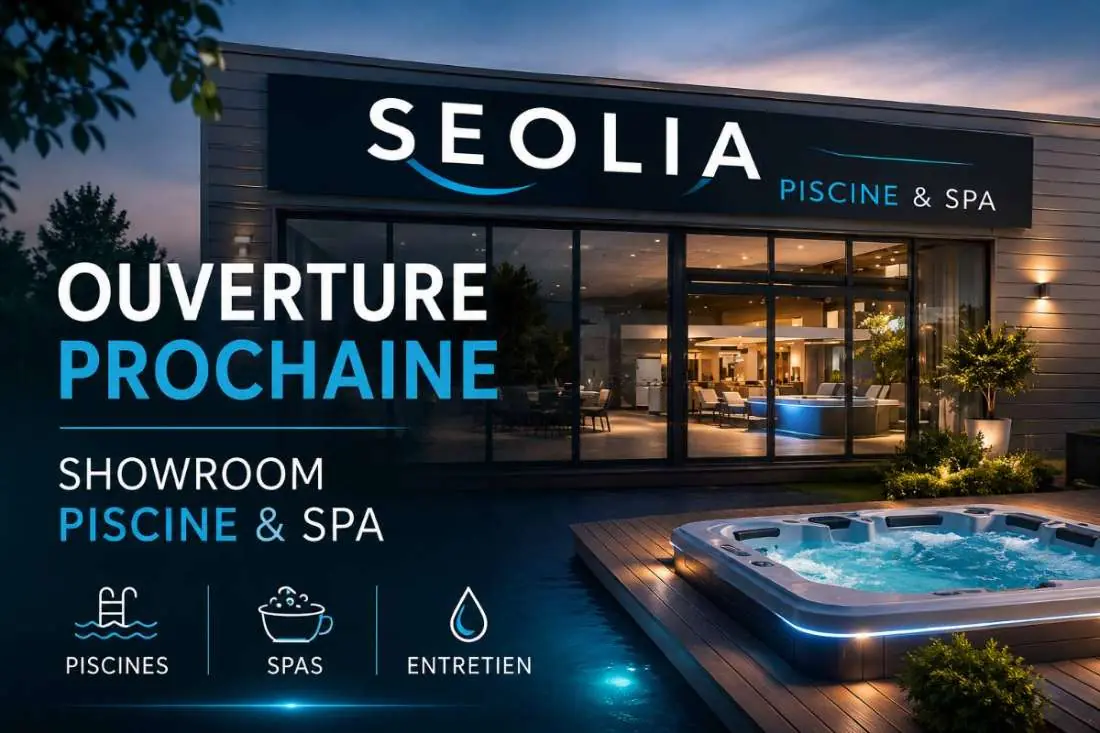 SEOLIA
PISCINE & SPA
OUVERTURE
PROCHAINE
SHOWROOM
PISCINE & SPA
PISCINES
SPAS
ENTRETIEN